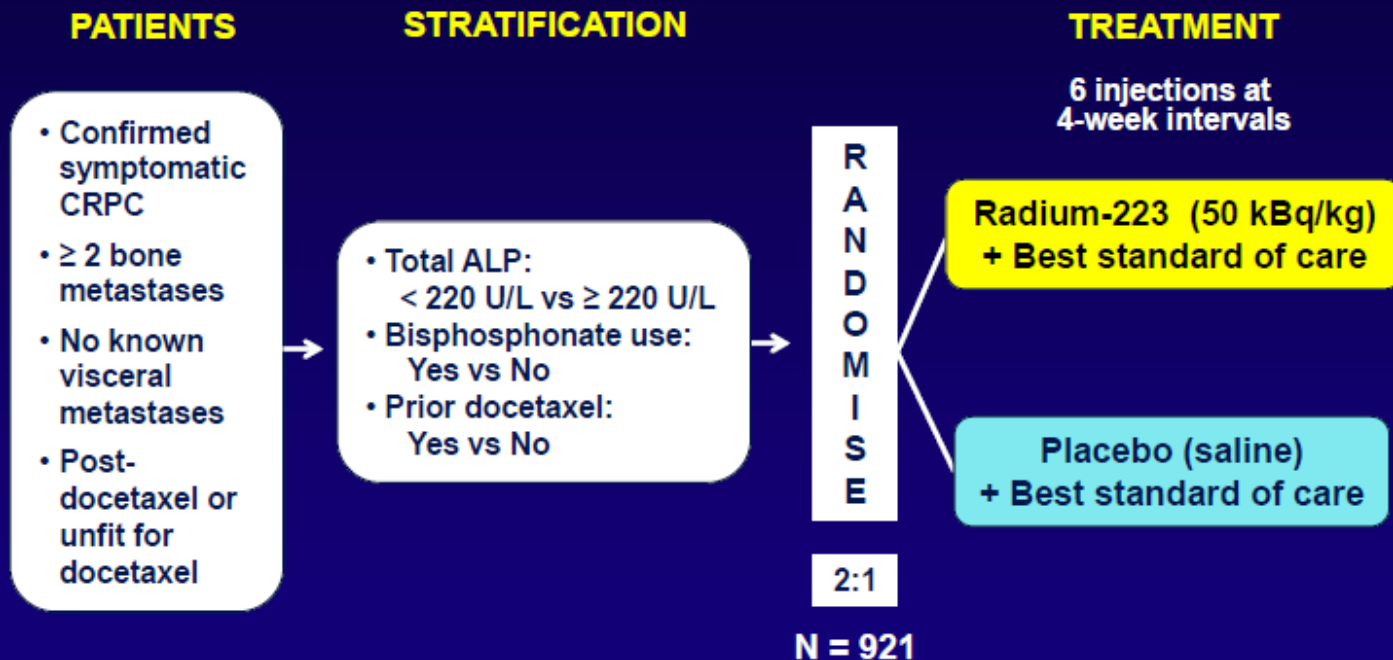 PATIENTS
• Confirmed
symptomatic
CRPC
• ≥ 2 bone
metastases
• No known
visceral
metastases
• Post-
docetaxel or
unfit for
docetaxel
STRATIFICATION
• Total ALP:
< 220 U/L vs ≥ 220 U/L
• Bisphosphonate use:
Yes vs No
• Prior docetaxel:
Yes vs No
R
A
N
D
O
M
I
S
E
2:1
N = 921
TREATMENT
6 injections at
4-week intervals
Radium-223 (50 kBq/kg)
+ Best standard of care
Placebo (saline)
+ Best standard of care